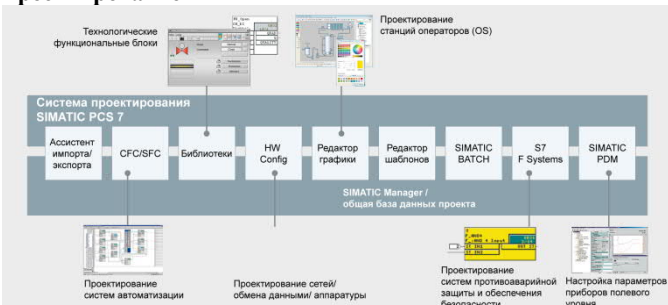 Технологические
функциональные блоки
Проектирование
станций операторов (OS)
Система проектирования
SIMATIC PCS 7
Ассистент
импорта/
экспорта
CFC/SFC
Библиотеки
HW
Config
Редактор
графики
Редактор
шаблонов
SIMATIC
BATCH
S7
F Systems
SIMATIC
PDM
SIMATIC Manager /
общая база данных проекта
Проектирование
систем автоматизации
Проектирование сетей/
обмена данными/ аппаратуры
Проектирование
систем противоаварийной
защиты и обеспечения
безопасности
Настройка параметров
приборов полевого
уровня